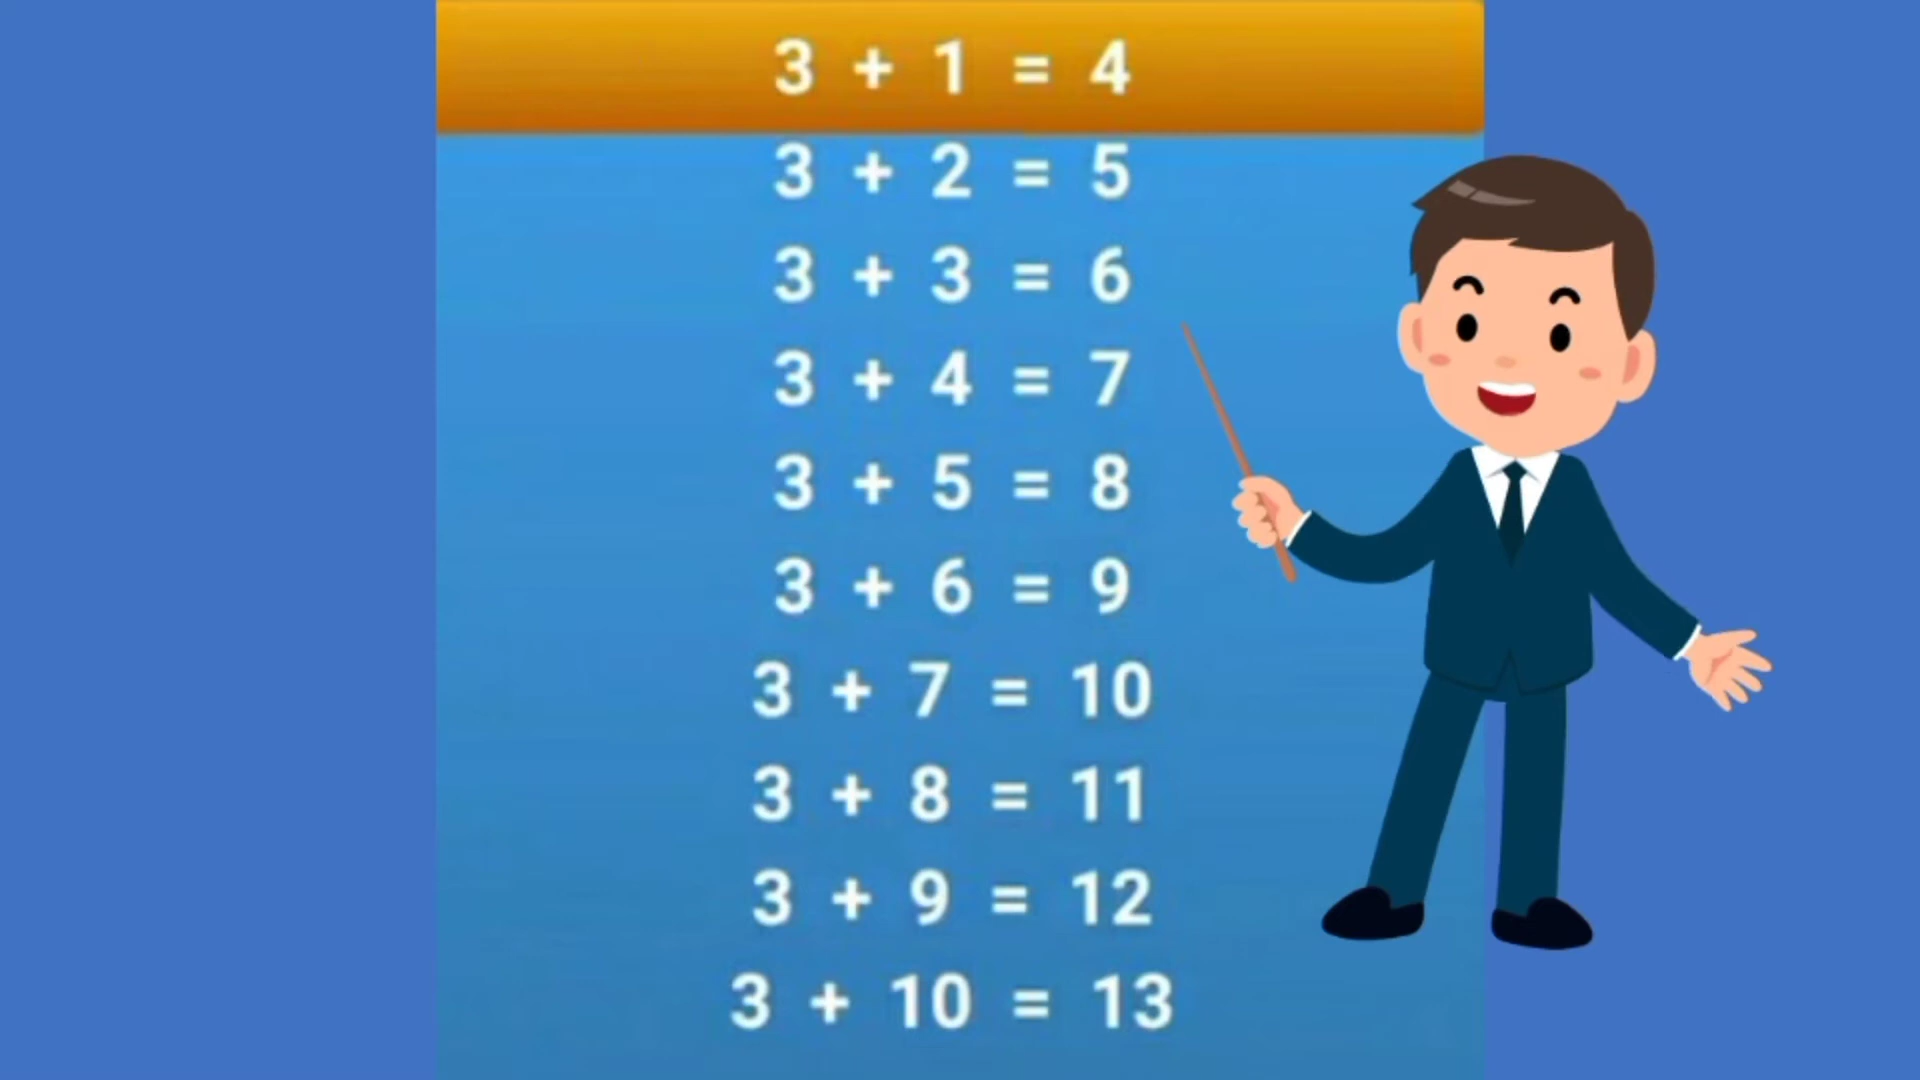 3 + 1 = 4
3 + 2 = 5
3 + 3 = 6
3 + 4 = 7
3 + 5 = 8
3 + 6 = 9
3 + 7 = 10
3 + 8 = 11
3 + 9 = 12
3 + 10 = 13